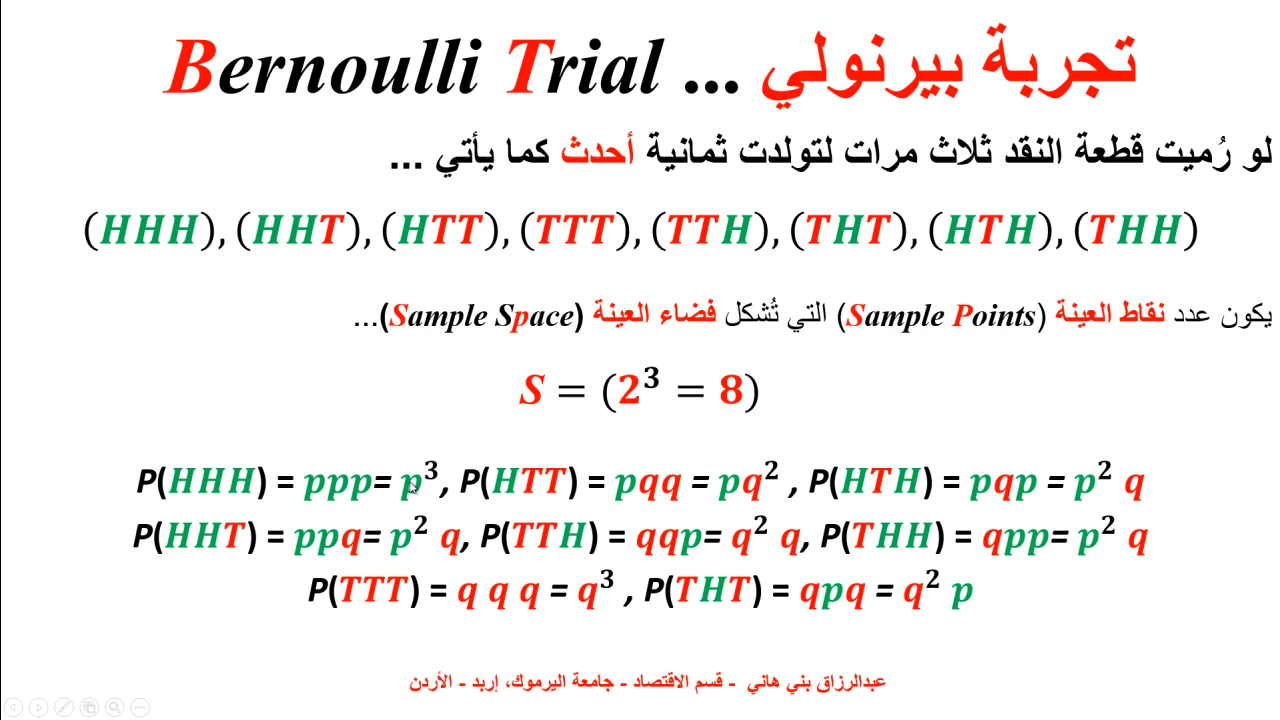 تجربة بيرنولي ... Bernoulli Trial
لو رُميت قطعة النقد ثلاث مرات لتولدت ثمانية أحدث كما يأتي ...
(HHH), (HHT), (HTT), (TTT), (TTH), (THT), (HTH), (THH)
يكون عدد نقاط العينة (Sample Points) التي تُشكل فضاء العينة (Sample Space)...
S = (2³ = 8)
P(HHH) = ppp= p³, P(HTT) = pqq = pq² , P(HTH) = pqp = p² q
P(HHT) = ppq= p² q, P(TTH) = qqp= q² q, P(THH) = qpp= p² q
P(TTT) = q q q = q³ , P(THT) = qpq = q² p
عبدالرزاق بني هاني - قسم الاقتصاد - جامعة اليرموك، إربد - الأردن